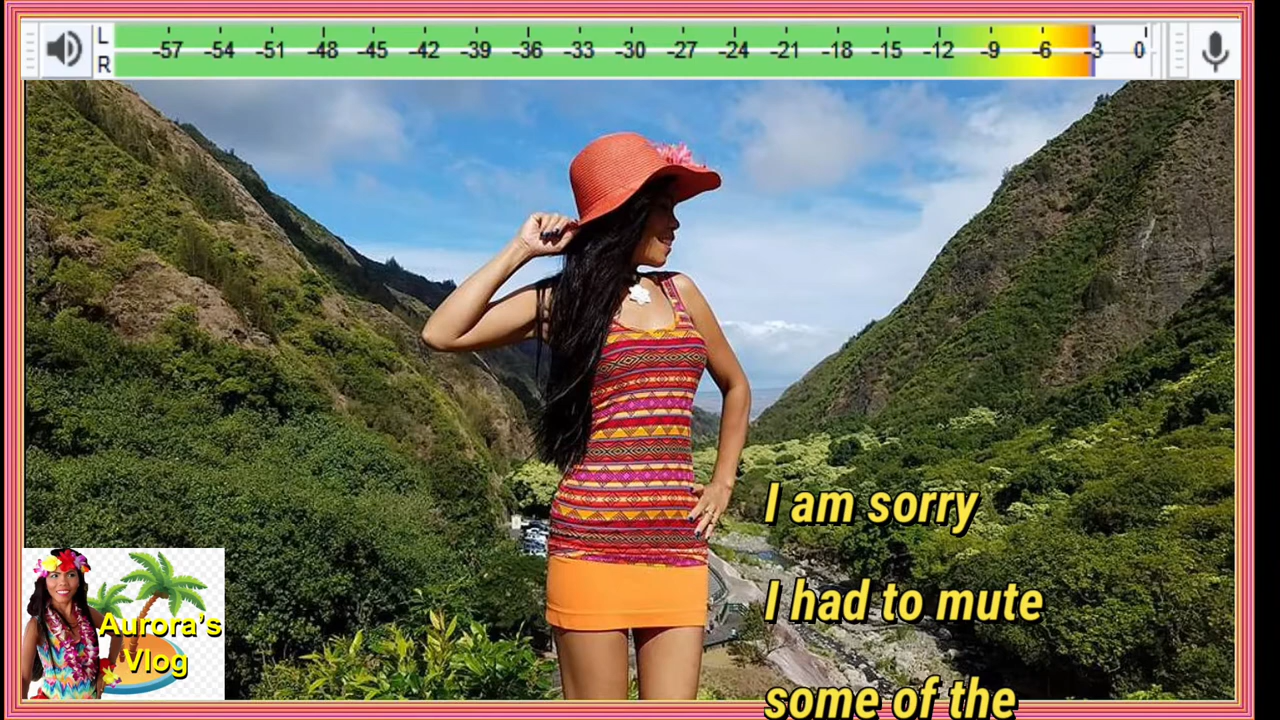 L -57 -54 -51 -48 -45 -42 -39 -36 -33 -30 -27 -24 -21 -18 -15 -12 -9 -6 -3 0
R
I am sorry
I had to mute
some of the
Aurora's
Vlog